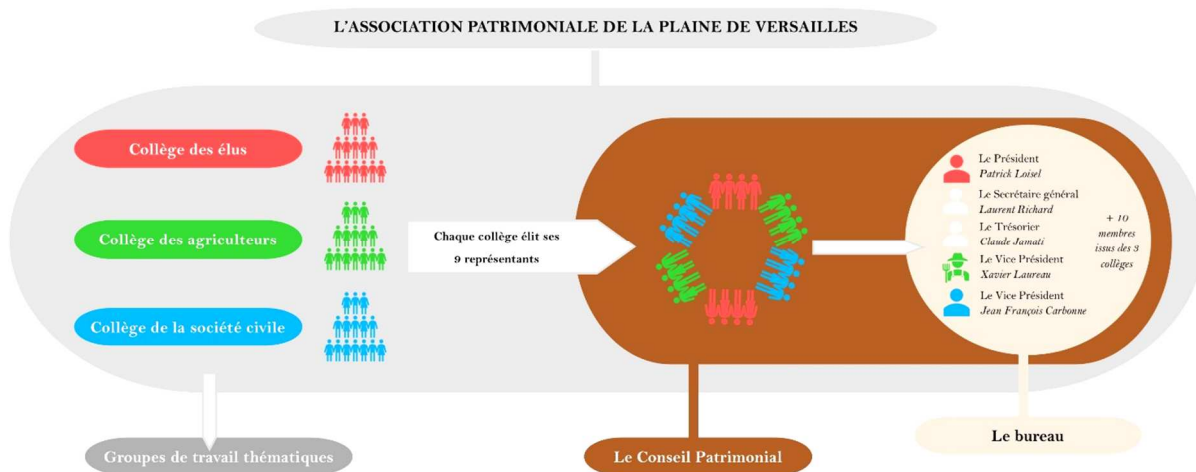 L'ASSOCIATION PATRIMONIALE DE LA PLAINE DE VERSAILLES
Collège des élus
Collège des agriculteurs
Collège de la société civile
Chaque collège élit ses
9 représentants
Le Président
Patrick Loisel
Le Secrétaire général
Laurent Richard
Le Trésorier
Claude Jamati
Le Vice Président
Xavier Laureau
Le Vice Président
Jean François Carbonne
+ 10
membres
issus des 3
collèges
Groupes de travail thématiques
Le Conseil Patrimonial
Le bureau